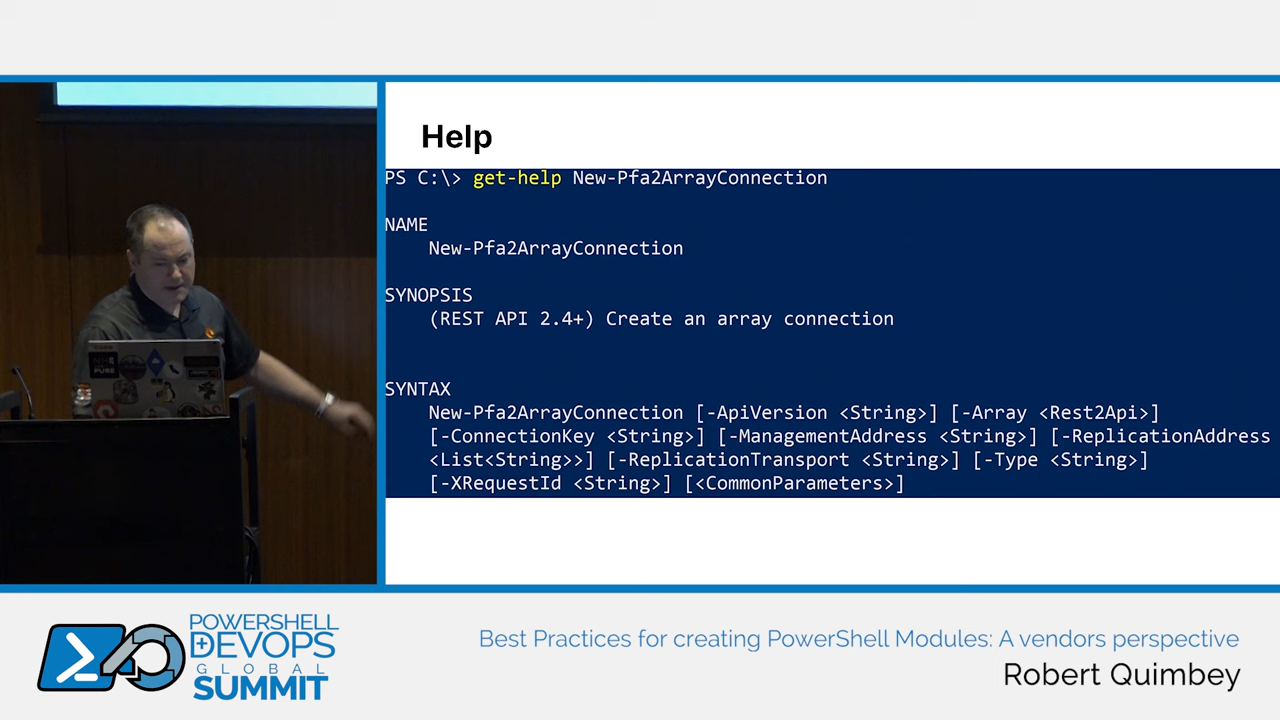 Help
PS C:\> get-help New-Pfa2ArrayConnection
NAME
New-Pfa2ArrayConnection
SYNOPSIS
(REST API 2.4+) Create an array connection
SYNTAX
New-Pfa2ArrayConnection [-ApiVersion <String>] [-Array <Rest2Api>]
[-ConnectionKey <String>] [-ManagementAddress <String>] [-ReplicationAddress
<List<String>>] [-ReplicationTransport <String>] [-Type <String>]
[-XRequestId <String>] [<CommonParameters>]
POWERSHELL
DEVOPS
GLOBAL
SUMMIT
Best Practices for creating PowerShell Modules: A vendors perspective
Robert Quimbey